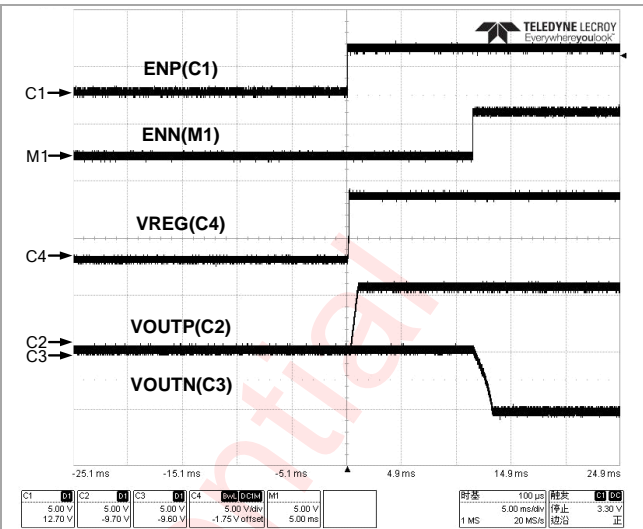 TELEDYNE LECROY
Everywhereyoulook™
ENP(C1)
C1
ENN(M1)
M1
VREG(C4)
C4
VOUTP(C2)
C2
C3
VOUTN(C3)
ential
-25.1 ms -15.1 ms -5.1 ms 4.9 ms 14.9 ms 24.9 ms
C1 D1 C2 D1 C3 D1 C4 BwL DC1M M1 时基 100 µs 触发 C1 DC
5.00 V 5.00 V 5.00 V 5.00 V/div 5.00 V 5.00 ms/div 停止 3.30 V
12.70 V -9.70 V -9.60 V -1.75 V offset 5.00 ms 1 MS 20 MS/s 边沿 正